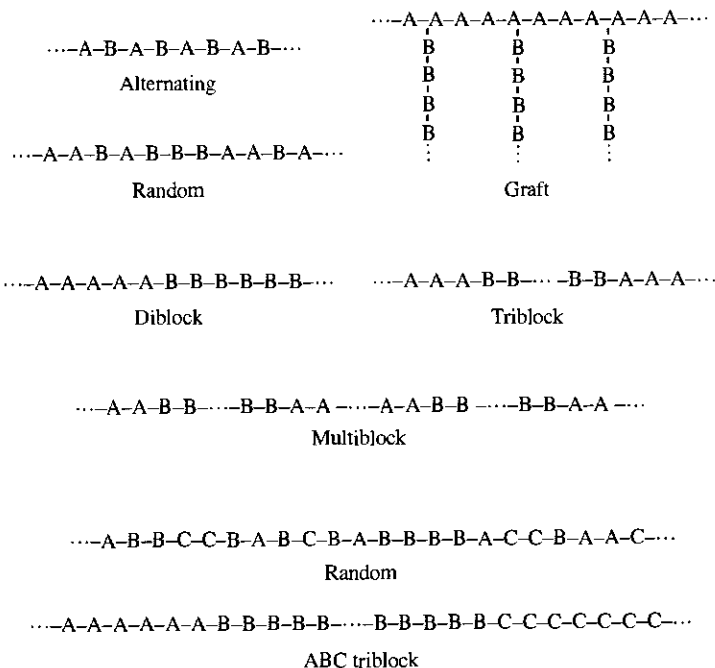 ···–A–B–A–B–A–B–A–B–···
Alternating
···–A–A–B–A–B–B–B–A–A–B–A–···
Random
···–A–A–A–A–A–A–A–A–A–A–A–···
B B B
B B B
B B B
B B B
⋮ ⋮ ⋮
Graft
···–A–A–A–A–A–B–B–B–B–B–B–···
Diblock
···–A–A–A–B–B–··· –B–B–A–A–A–···
Triblock
···–A–A–B–B–···–B–B–A–A–···–A–A–B–B–···–B–B–A–A–···
Multiblock
···–A–B–B–C–C–B–A–B–C–B–A–B–B–B–B–A–C–C–B–A–A–C–···
Random
···–A–A–A–A–A–A–B–B–B–B–B–···–B–B–B–B–B–C–C–C–C–C–C–C–···
ABC triblock